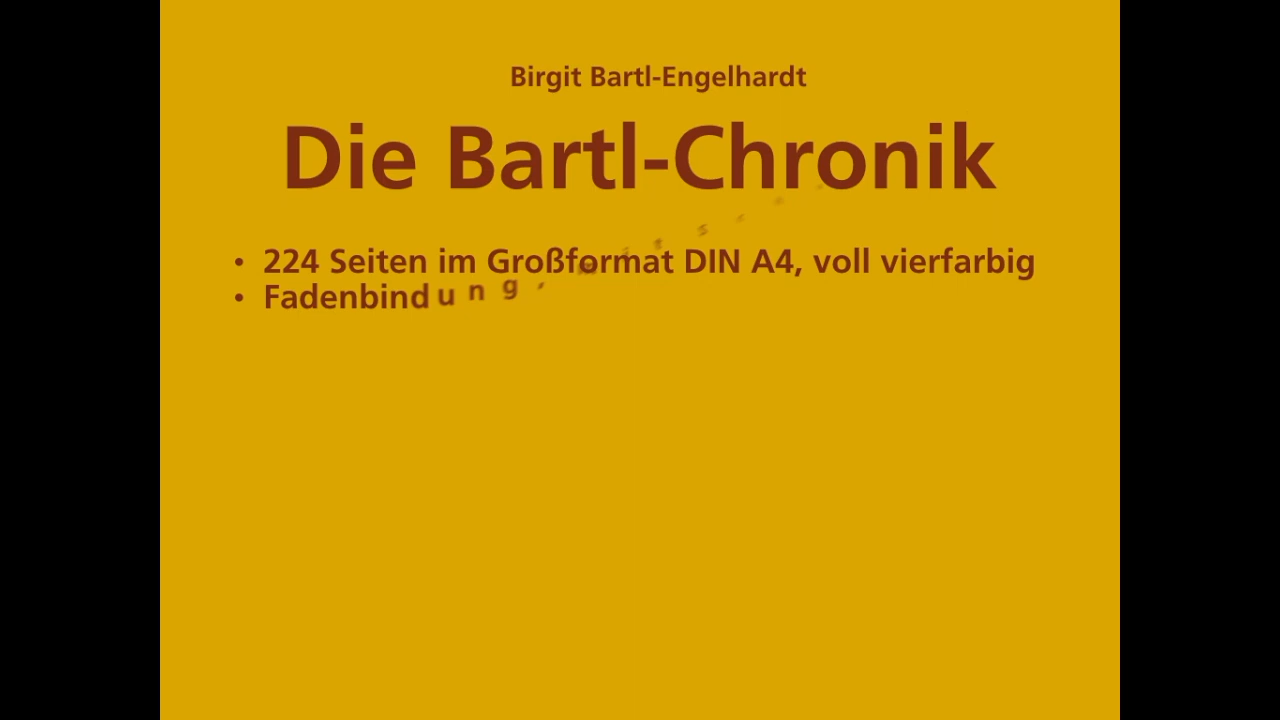 Birgit Bartl-Engelhardt
Die Bartl-Chronik
• 224 Seiten im Großformat DIN A4, voll vierfarbig
• Fadenbindung,